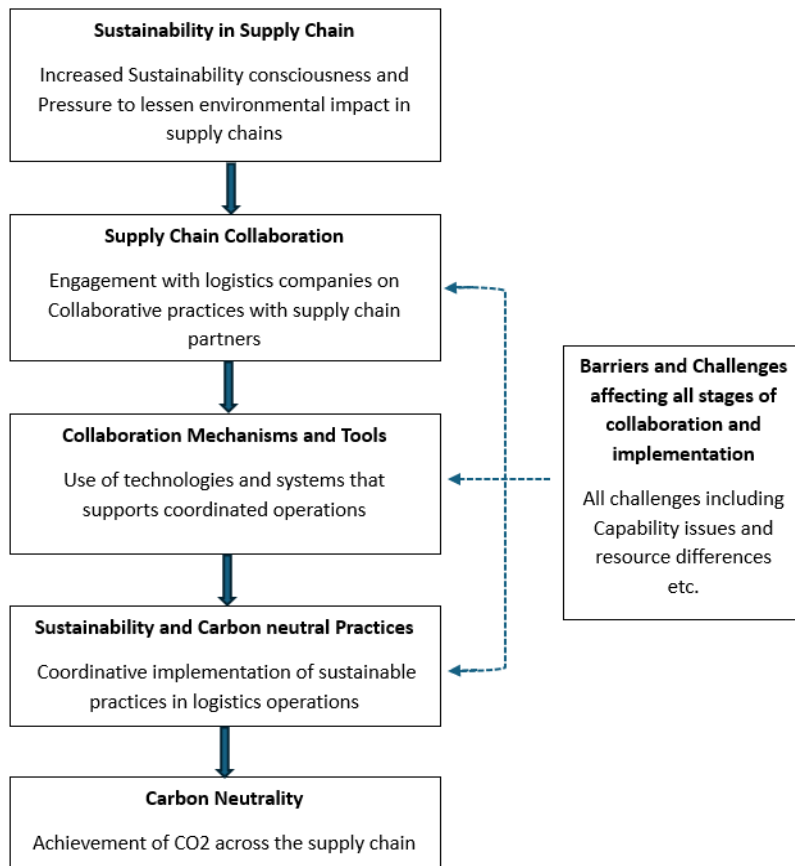 Sustainability in Supply Chain
Increased Sustainability consciousness and
Pressure to lessen environmental impact in
supply chains
Supply Chain Collaboration
Engagement with logistics companies on
Collaborative practices with supply chain
partners
Collaboration Mechanisms and Tools
Use of technologies and systems that
supports coordinated operations
Sustainability and Carbon neutral Practices
Coordinative implementation of sustainable
practices in logistics operations
Carbon Neutrality
Achievement of CO2 across the supply chain
Barriers and Challenges
affecting all stages of
collaboration and
implementation
All challenges including
Capability issues and
resource differences
etc.